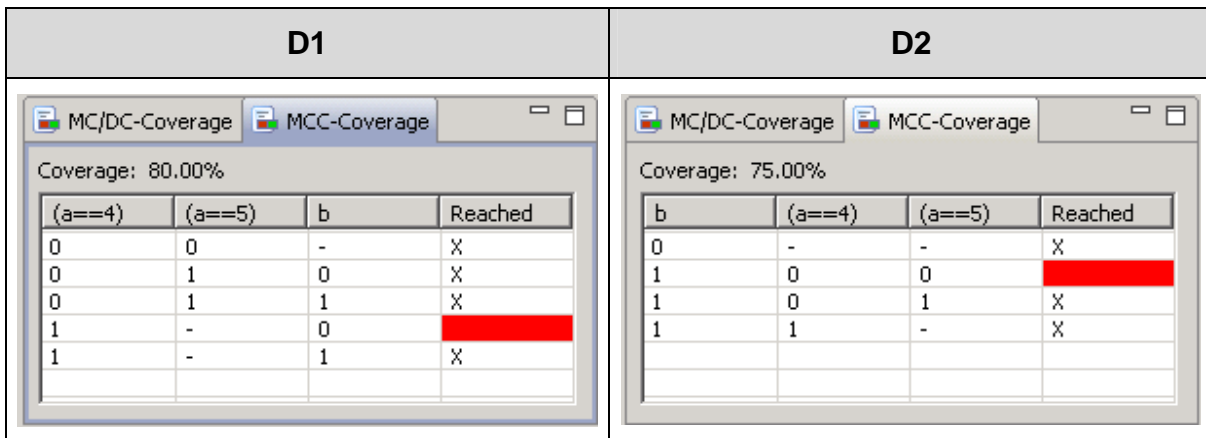 D1 D2
MC/DC-Coverage MCC-Coverage
Coverage: 80.00%
(a==4) (a==5) b Reached
0 0 - X
0 1 0 X
0 1 1 X
1 - 0
1 - 1 X
MC/DC-Coverage MCC-Coverage
Coverage: 75.00%
b (a==4) (a==5) Reached
0 - - X
1 0 0
1 0 1 X
1 1 - X